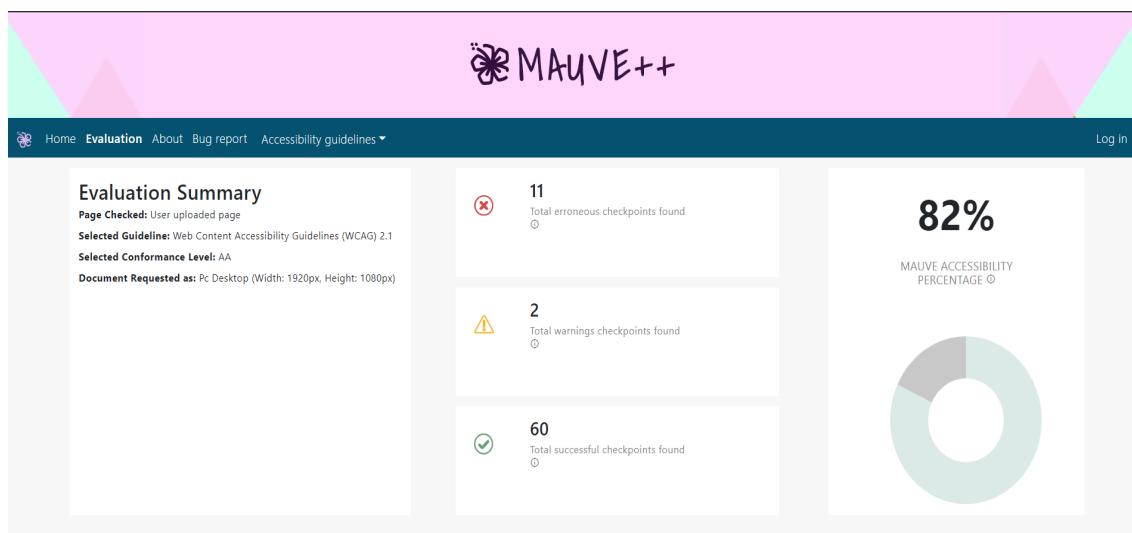 MAUVE++
Home Evaluation About Bug report Accessibility guidelines Log in
Evaluation Summary
Page Checked: User uploaded page
Selected Guideline: Web Content Accessibility Guidelines (WCAG) 2.1
Selected Conformance Level: AA
Document Requested as: Pc Desktop (Width: 1920px, Height: 1080px)
11
Total erroneous checkpoints found
2
Total warnings checkpoints found
60
Total successful checkpoints found
82%
MAUVE ACCESSIBILITY
PERCENTAGE